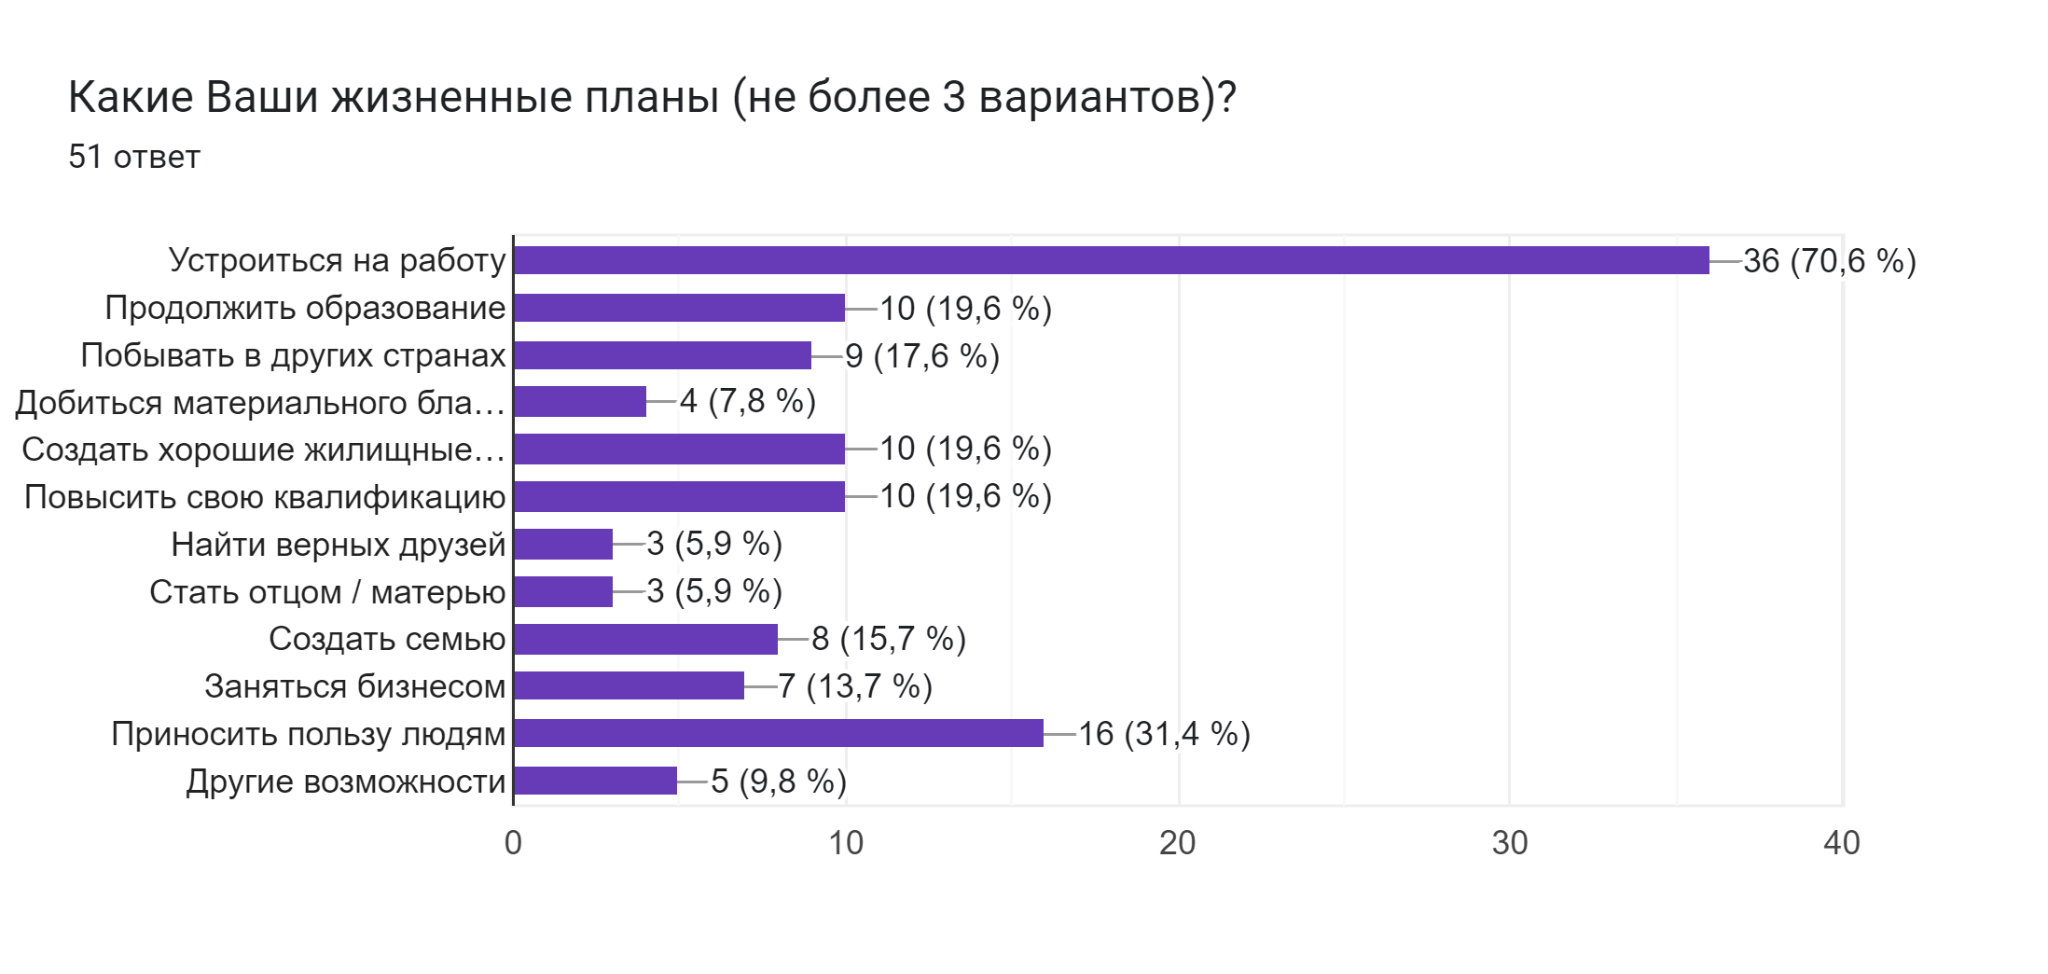 Какие Ваши жизненные планы (не более 3 вариантов)?
51 ответ
Устроиться на работу 36 (70,6 %)
Продолжить образование 10 (19,6 %)
Побывать в других странах 9 (17,6 %)
Добиться материального бла… 4 (7,8 %)
Создать хорошие жилищные… 10 (19,6 %)
Повысить свою квалификацию 10 (19,6 %)
Найти верных друзей 3 (5,9 %)
Стать отцом / матерью 3 (5,9 %)
Создать семью 8 (15,7 %)
Заняться бизнесом 7 (13,7 %)
Приносить пользу людям 16 (31,4 %)
Другие возможности 5 (9,8 %)
0 10 20 30 40